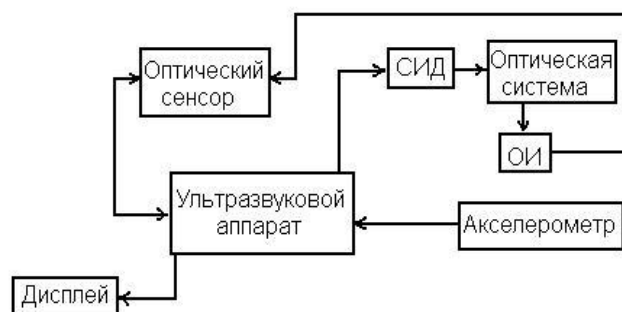 Оптический
сенсор
СИД
Оптическая
система
ОИ
Ультразвуковой
аппарат
Акселерометр
Дисплей